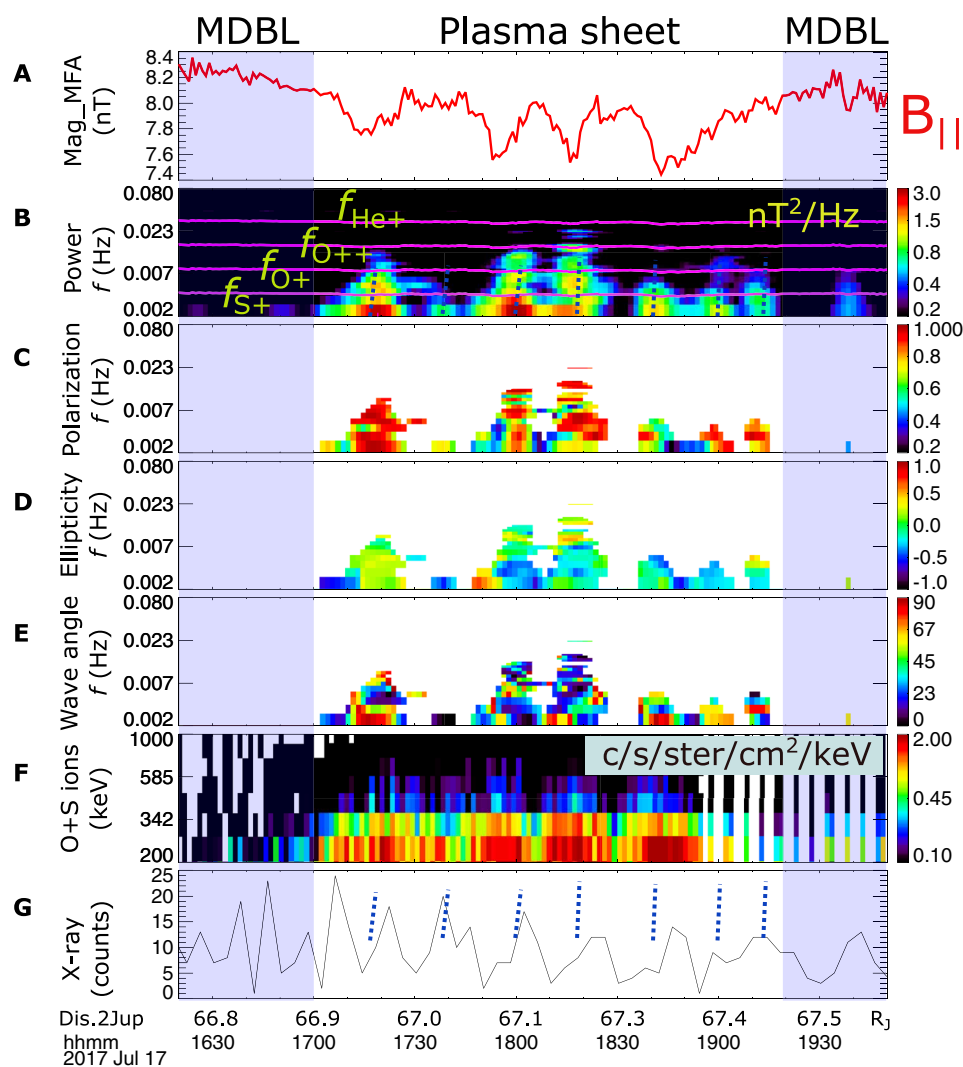 MDBL Plasma sheet MDBL
A
Mag_MFA
(nT)
8.4
8.2
8.0
7.8
7.6
7.4
B||
B
Power
f (Hz)
0.080
0.023
0.007
0.002
fHe+
fO++
fO+
fS+
nT2/Hz
3.0
1.5
0.8
0.4
0.2
C
Polarization
f (Hz)
0.080
0.023
0.007
0.002
1.000
0.8
0.6
0.4
0.2
D
Ellipticity
f (Hz)
0.080
0.023
0.007
0.002
1.0
0.5
0.0
-0.5
-1.0
E
Wave angle
f (Hz)
0.080
0.023
0.007
0.002
90
67
45
23
0
F
O+S ions
(keV)
1000
585
342
200
c/s/ster/cm2/keV
2.00
0.45
0.10
G
X-ray
(counts)
25
20
15
10
5
0
Dis.2Jup 66.8 66.9 67.0 67.1 67.3 67.4 67.5 RJ
hhmm 1630 1700 1730 1800 1830 1900 1930
2017 Jul 17